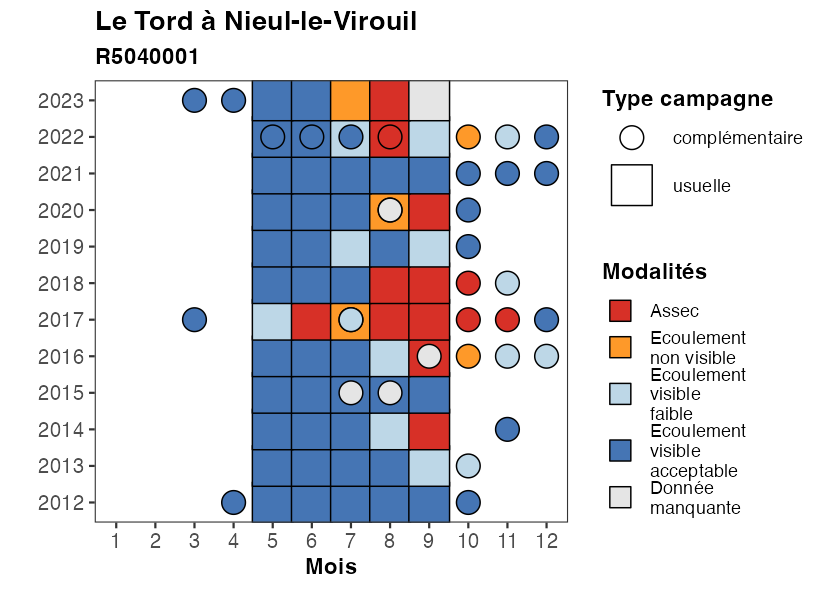 Le Tord à Nieul-le-Virouil
R5040001
2023
2022
2021
2020
2019
2018
2017
2016
2015
2014
2013
2012
1 2 3 4 5 6 7 8 9 10 11 12
Mois
Type campagne
complémentaire
usuelle
Modalités
Assec
Ecoulement
non visible
Ecoulement
visible
faible
Ecoulement
visible
acceptable
Donnée
manquante